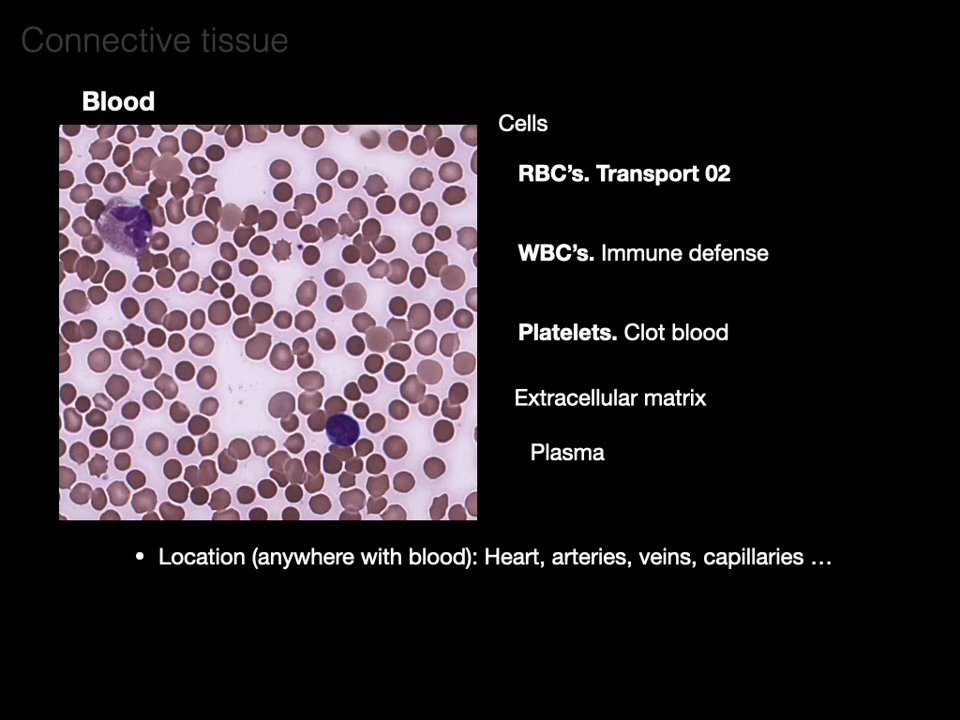 Connective tissue
Blood
Cells
RBC's. Transport 02
WBC's. Immune defense
Platelets. Clot blood
Extracellular matrix
Plasma
• Location (anywhere with blood): Heart, arteries, veins, capillaries …